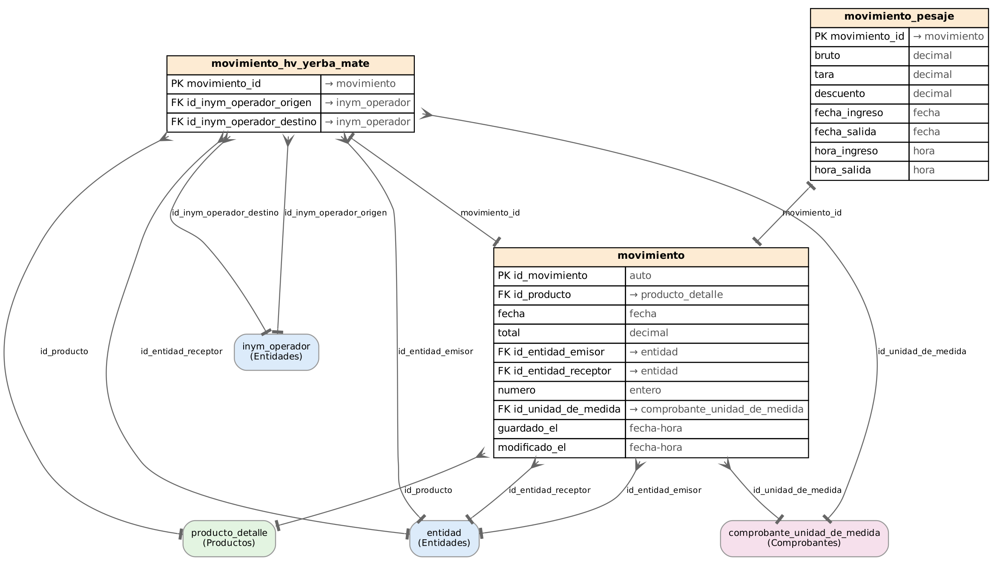 movimiento_pesaje
PK movimiento_id → movimiento
bruto decimal
tara decimal
descuento decimal
fecha_ingreso fecha
fecha_salida fecha
hora_ingreso hora
hora_salida hora
movimiento_hv_yerba_mate
PK movimiento_id → movimiento
FK id_inym_operador_origen → inym_operador
FK id_inym_operador_destino → inym_operador
id_inym_operador_destino
id_inym_operador_origen
movimiento_id
movimiento_id
movimiento
PK id_movimiento auto
FK id_producto → producto_detalle
fecha fecha
total decimal
FK id_entidad_emisor → entidad
FK id_entidad_receptor → entidad
numero entero
FK id_unidad_de_medida → comprobante_unidad_de_medida
guardado_el fecha-hora
modificado_el fecha-hora
id_producto
id_entidad_receptor
inym_operador
(Entidades)
id_entidad_emisor
id_unidad_de_medida
id_producto
id_entidad_receptor
id_entidad_emisor
id_unidad_de_medida
producto_detalle
(Productos)
entidad
(Entidades)
comprobante_unidad_de_medida
(Comprobantes)